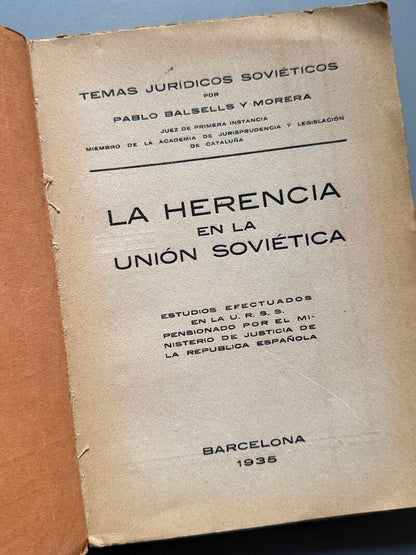 TEMAS JURIDICOS SOVIÉTICOS
POR
PABLO BALSELLS Y MORERA
JUEZ DE PRIMERA INSTANCIA
MIEMBRO DE LA ACADEMIA DE JURISPRUDENCIA Y LEGISLACIÓN
DE CATALUÑA
LA HERENCIA
EN LA
UNIÓN SOVIÉTICA
ESTUDIOS EFECTUADOS
EN LA U. R. S. S.
PENSIONADO POR EL MI-
NISTERIO DE JUSTICIA DE
LA REPUBLICA ESPAÑOLA
BARCELONA
1935